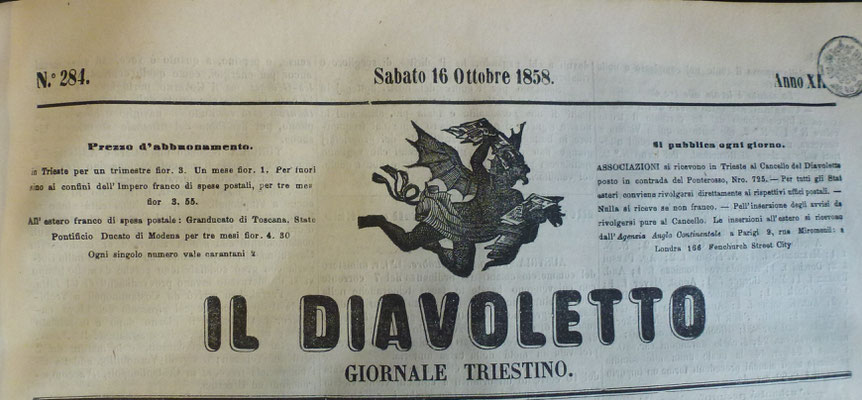 N.º 284.
Sabato 16 Ottobre 1858.
Anno XI.
Prezzo d'abbuonamento.
in Trieste per un trimestre fior. 3. Un mese fior. 1. Per fuori
sino ai confini dell' Impero franco di spese postali, per tre mesi
fior 3. 55.
All' estero franco di spesa postale: Granducato di Toscana, Stato
Pontificio Ducato di Modena per tre mesi fior. 4. 30
Ogni singolo numero vale carantani
Si pubblica ogni giorno.
ASSOCIAZIONI si ricevono in Trieste al Cancello del Diavoletto
posto in contrada del Ponterosso, Nro. 725. — Per tutti gli Stati
esteri conviene rivolgersi direttamente ai rispettivi uffici postali. —
Nulla si riceve se non franco. — Pell' inserzione degli avvisi da
rivolgersi pure al Cancello. Le inserzioni all'estero si ricevono
dall' Agenzia Anglo Continentale a Parigi 9, rua Miromenil: a
Londra 166 Fenchurch Street City
IL DIAVOLETTO
GIORNALE TRIESTINO.